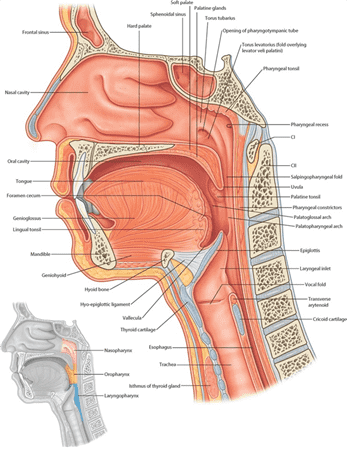 Soft palate
Sphenoidal sinus
Palatine glands
Torus tubarius
Frontal sinus
Hard palate
Opening of pharyngotympanic tube
Torus levatorius (fold overlying
levator veli palatini)
Pharyngeal tonsil
Nasal cavity
Pharyngeal recess
CI
Oral cavity
CII
Tongue
Salpingopharyngeal fold
Foramen cecum
Uvula
Palatine tonsil
Genioglossus
Pharyngeal constrictors
Lingual tonsil
Palatoglossal arch
Palatopharyngeal arch
Mandible
Epiglottis
Geniohyoid
Laryngeal inlet
Hyoid bone
Vocal fold
Hyo-epiglottic ligament
Transverse
arytenoid
Vallecula
Thyroid cartilage
Cricoid cartilage
Esophagus
Nasopharynx
Trachea
Oropharynx
Isthmus of thyroid gland
Laryngopharynx